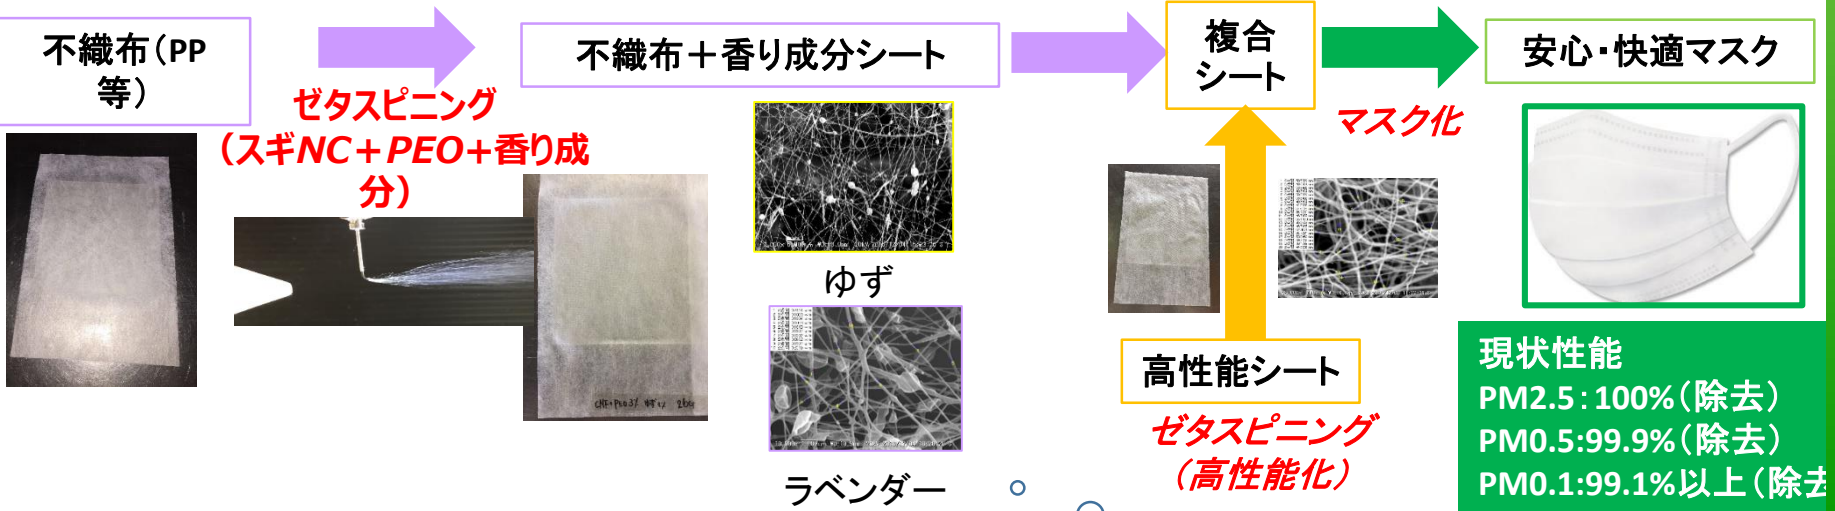 不織布（PP
等）
ゼタスピニング
（スギNC＋PEO+香り成
分）
不織布＋香り成分シート
ゆず
ラベンダー
複合
シート
高性能シート
ゼタスピニング
（高性能化）
マスク化
安心・快適マスク
現状性能
PM2.5：100%（除去）
PM0.5:99.9%（除去）
PM0.1:99.1%以上（除去